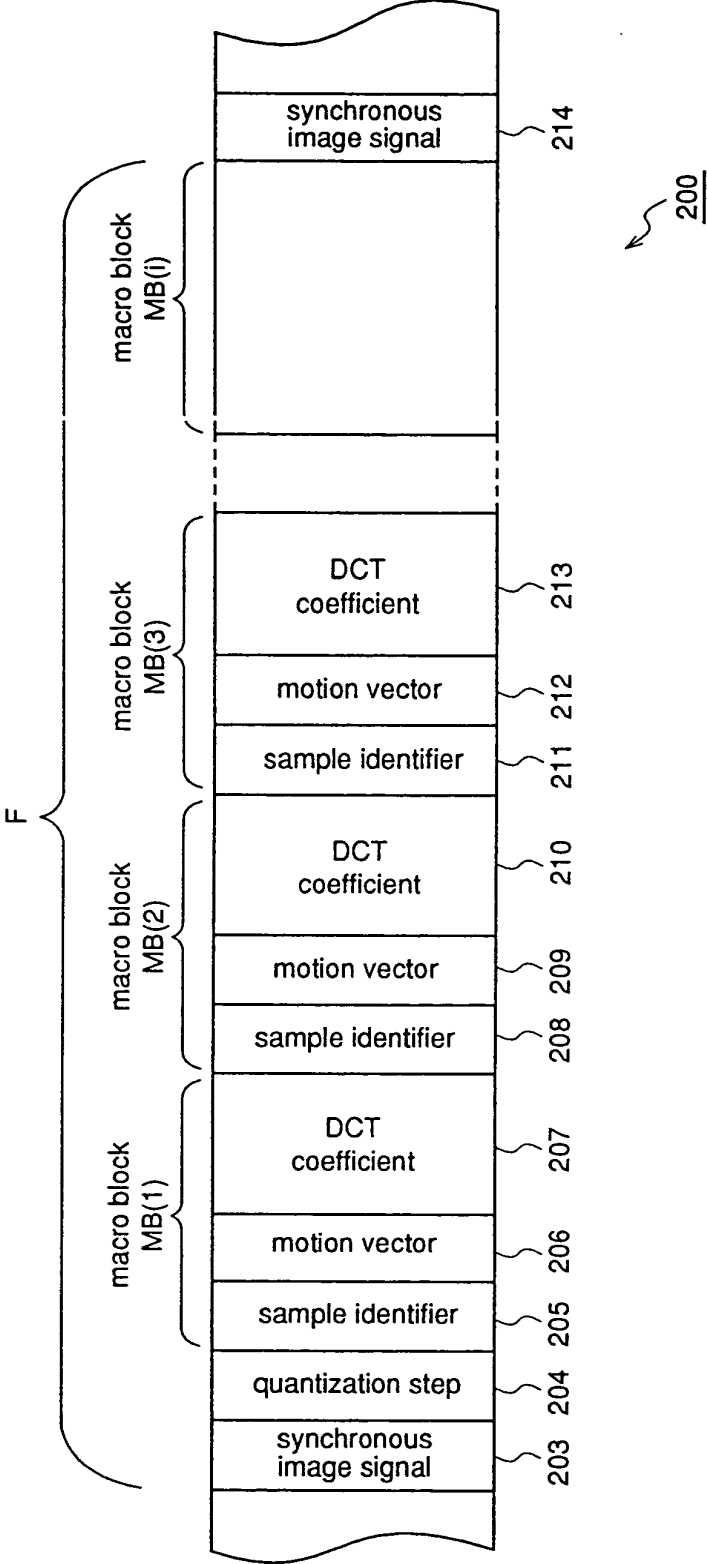 F
macro block
MB(1)
macro block
MB(2)
macro block
MB(3)
macro block
MB(i)
synchronous
image signal
quantization step
sample identifier
motion vector
DCT
coefficient
sample identifier
motion vector
DCT
coefficient
sample identifier
motion vector
DCT
coefficient
synchronous
image signal
203
204
205
206
207
208
209
210
211
212
213
214
200